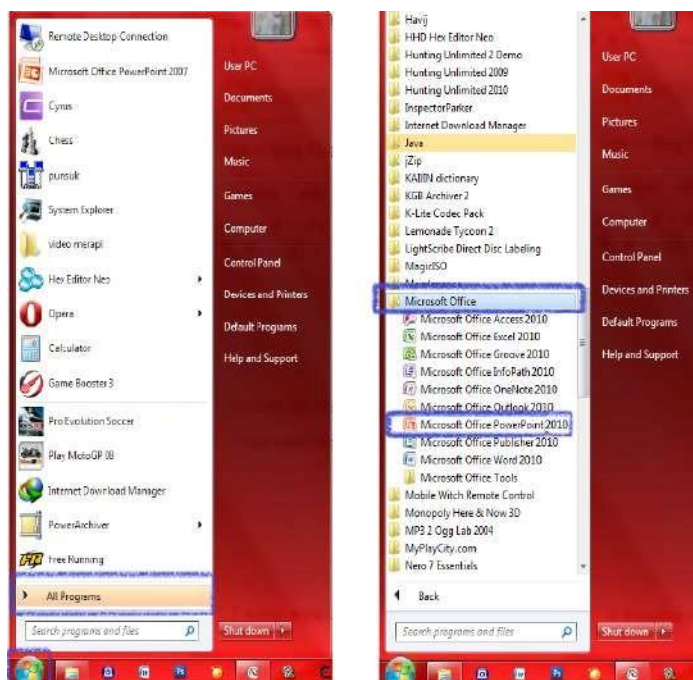 Remote Desktop Connection
Microsoft Office PowerPoint 2007
Cyrus
Chess
punsuk
System Explorer
video merapi
Hex Editor Neo
Opera
Calculator
Game Booster 3
Pro Evolution Soccer
Play MotoGP 08
Internet Download Manager
PowerArchiver
Free Running
All Programs
Search programs and files
User PC
Documents
Pictures
Music
Games
Computer
Control Panel
Devices and Printers
Default Programs
Help and Support
Shut down
Havij
HHD Hex Editor Neo
Hunting Unlimited 2 Demo
Hunting Unlimited 2009
Hunting Unlimited 2010
InspectorParker
Internet Download Manager
Java
jZip
KAMN dictionary
KGB Archiver 2
K-Lite Codec Pack
Lemonade Tycoon 2
LightScribe Direct Disc Labeling
MagicISO
Maintenance
Microsoft Office
Microsoft Office Access 2010
Microsoft Office Excel 2010
Microsoft Office Groove 2010
Microsoft Office InfoPath 2010
Microsoft Office OneNote 2010
Microsoft Office Outlook 2010
Microsoft Office PowerPoint 2010
Microsoft Office Publisher 2010
Microsoft Office Word 2010
Microsoft Office Tools
Mobile Witch Remote Control
Monopoly Here & Now 3D
MP3 2 Ogg Lab 2004
MyPlayCity.com
Nero 7 Essentials
Back
Search programs and files
User PC
Documents
Pictures
Music
Games
Computer
Control Panel
Devices and Printers
Default Programs
Help and Support
Shut down